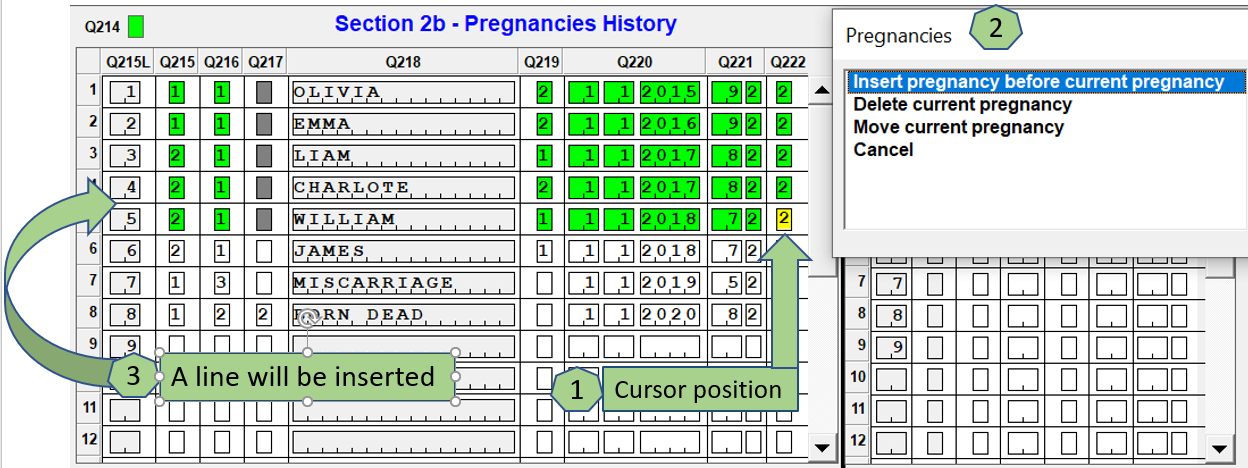 Q214 Section 2b - Pregnancies History
Q215L Q215 Q216 Q217 Q218 Q219 Q220 Q221 Q222
1 1 1 1 OLIVIA 2 1 1 2015 9 2 2
2 2 1 1 EMMA 2 1 1 2016 9 2 2
3 3 2 1 LIAM 1 1 1 2017 8 2 2
4 2 1 CHARLOTE 2 1 1 2017 8 2 2
5 2 1 WILLIAM 1 1 1 2018 7 2 2
6 6 2 1 JAMES 1 1 1 2018 7 2
7 7 1 3 MISCARRIAGE 1 1 2019 5 2
8 8 1 2 2 BORN DEAD 1 1 2020 8 2
9 9
11
12
3 A line will be inserted
1 Cursor position
Pregnancies 2
Insert pregnancy before current pregnancy
Delete current pregnancy
Move current pregnancy
Cancel
7 7
8 8
9 9
10
11
12